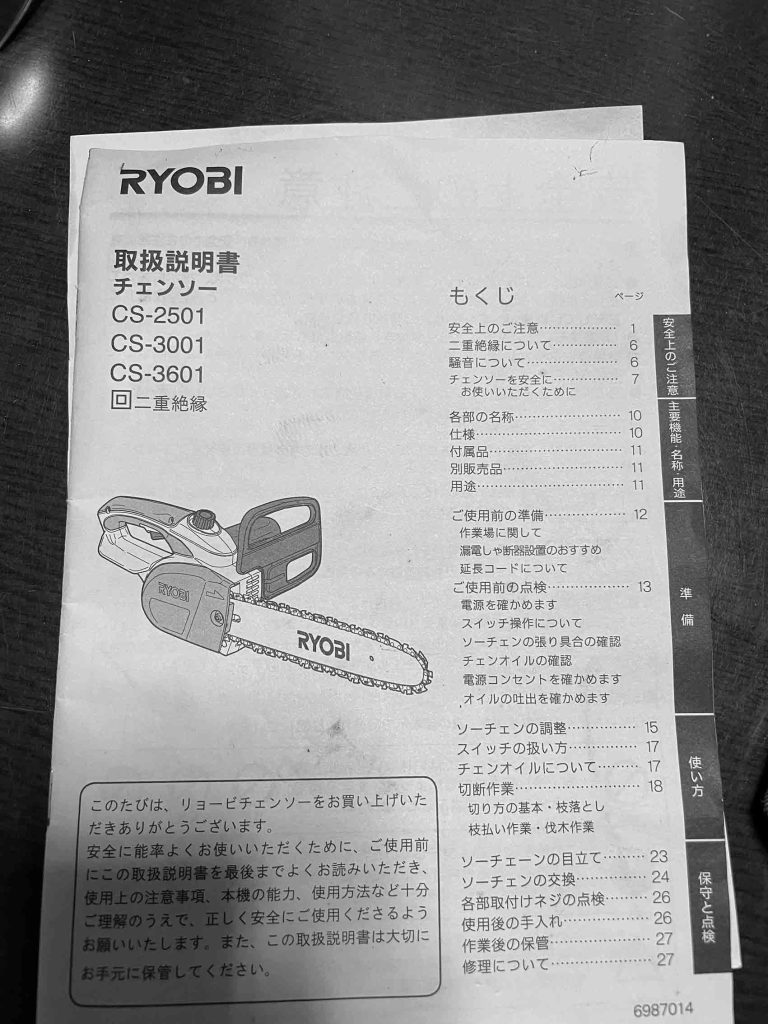 RYOBI
取扱説明書
チェンソー
CS-2501
CS-3001
CS-3601
回二重絶縁
RYOBI
RYOBI
このたびは、リョービチェンソーをお買い上げいた
だきありがとうございます。
安全に能率よくお使いいただくために、ご使用前
にこの取扱説明書を最後までよくお読みいただき、
使用上の注意事項、本機の能力、使用方法など十分
ご理解のうえで、正しく安全にご使用くださるよう
お願いいたします。また、この取扱説明書は大切に
お手元に保管してください。
もくじ ページ
安全上のご注意………………… 1
二重絶縁について……………… 6
騒音について…………………… 6
チェンソーを安全に…………… 7
お使いいただくために
各部の名称……………………… 10
仕様……………………………… 10
付属品…………………………… 11
別販売品………………………… 11
用途……………………………… 11
ご使用前の準備………………… 12
作業場に関して
漏電しゃ断器設置のおすすめ
延長コードについて
ご使用前の点検………………… 13
電源を確かめます
スイッチ操作について
ソーチェンの張り具合の確認
チェンオイルの確認
電源コンセントを確かめます
オイルの吐出を確かめます
ソーチェンの調整……………… 15
スイッチの扱い方……………… 17
チェンオイルについて………… 17
切断作業………………………… 18
切り方の基本・枝落とし
枝払い作業・伐木作業
ソーチェーンの目立て………… 23
ソーチェンの交換……………… 24
各部取付けネジの点検………… 26
使用後の手入れ………………… 26
作業後の保管…………………… 27
修理について…………………… 27
安全上のご注意
主要機能・名称・用途
準備
使い方
保守と点検
6987014